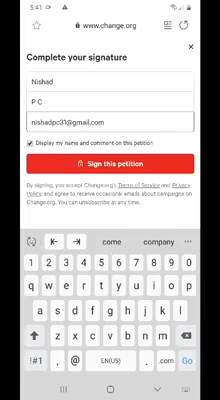 5:41
www.change.org
Complete your signature
Nishad
P C
nishadpc31@gmail.com
Display my name and comment on this petition
Sign this petition
By signing, you accept Change.org's Terms of Service and Privacy
Policy, and agree to receive occasional emails about campaigns on
Change.org. You can unsubscribe at any time.
come company
1 2 3 4 5 6 7 8 9 0
q w e r t y u i o p
a s d f g h j k l
z x c v b n m
!#1 , @ EN(US) . .com Go